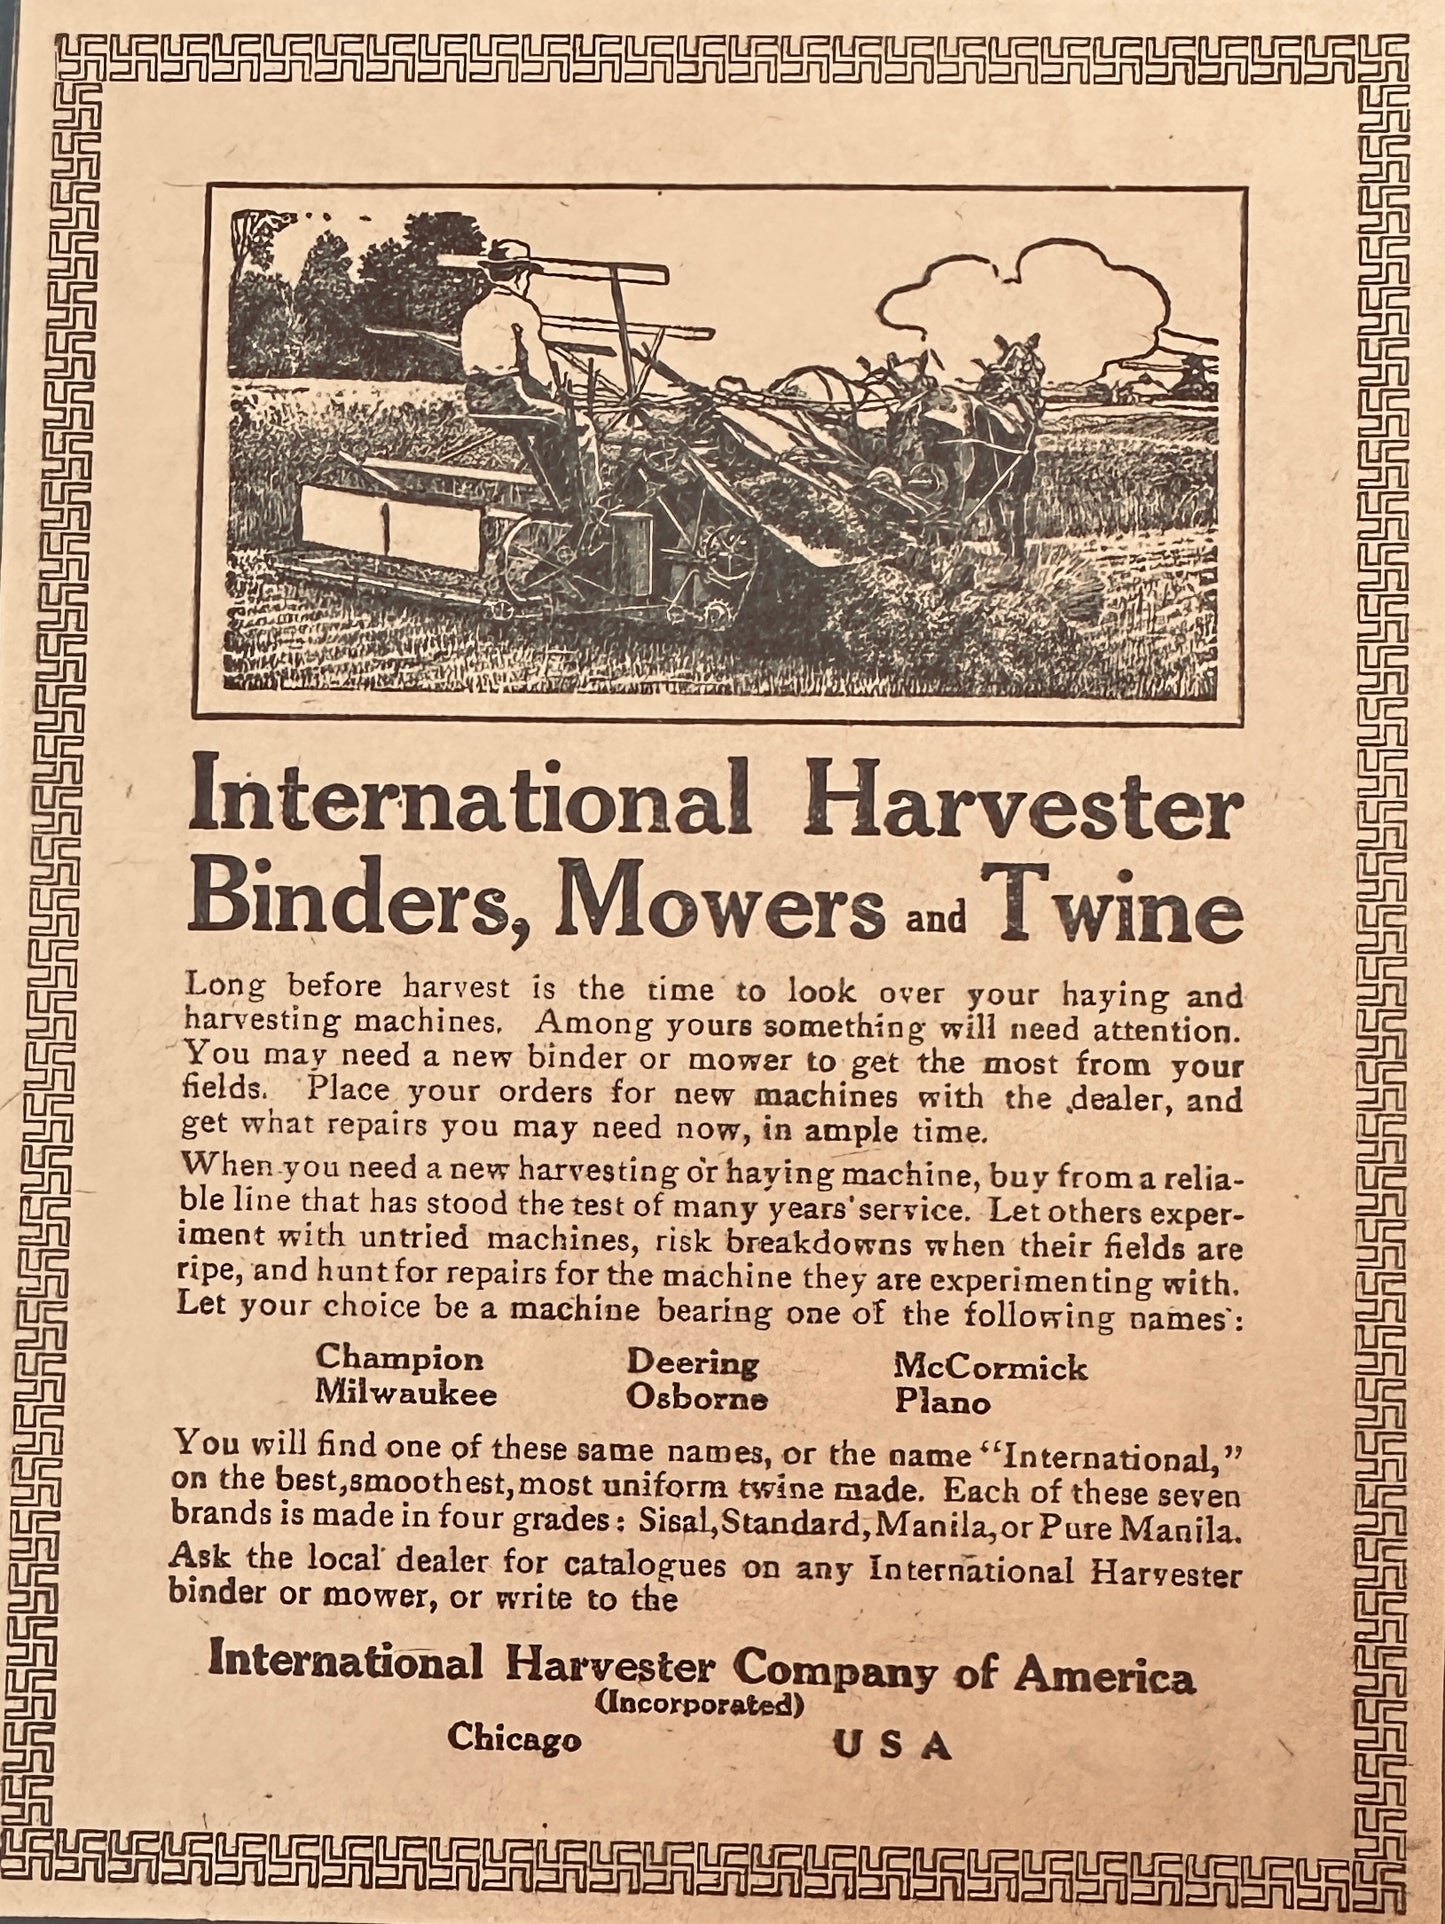 International Harvester
Binders, Mowers and Twine
Long before harvest is the time to look over your haying and
harvesting machines. Among yours something will need attention.
You may need a new binder or mower to get the most from your
fields. Place your orders for new machines with the dealer, and
get what repairs you may need now, in ample time.
When you need a new harvesting or haying machine, buy from a relia-
ble line that has stood the test of many years' service. Let others exper-
iment with untried machines, risk breakdowns when their fields are
ripe, and hunt for repairs for the machine they are experimenting with.
Let your choice be a machine bearing one of the following names:
Champion Deering McCormick
Milwaukee Osborne Plano
You will find one of these same names, or the name “International,”
on the best, smoothest, most uniform twine made. Each of these seven
brands is made in four grades: Sisal, Standard, Manila, or Pure Manila.
Ask the local dealer for catalogues on any International Harvester
binder or mower, or write to the
International Harvester Company of America
(Incorporated)
Chicago U S A